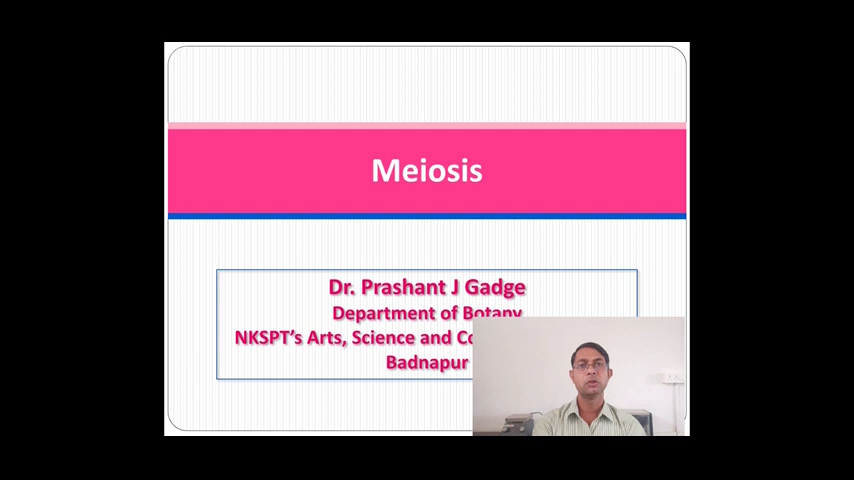 Meiosis
Dr. Prashant J Gadge
Department of Botany
NKSPT's Arts, Science and
Badnapur